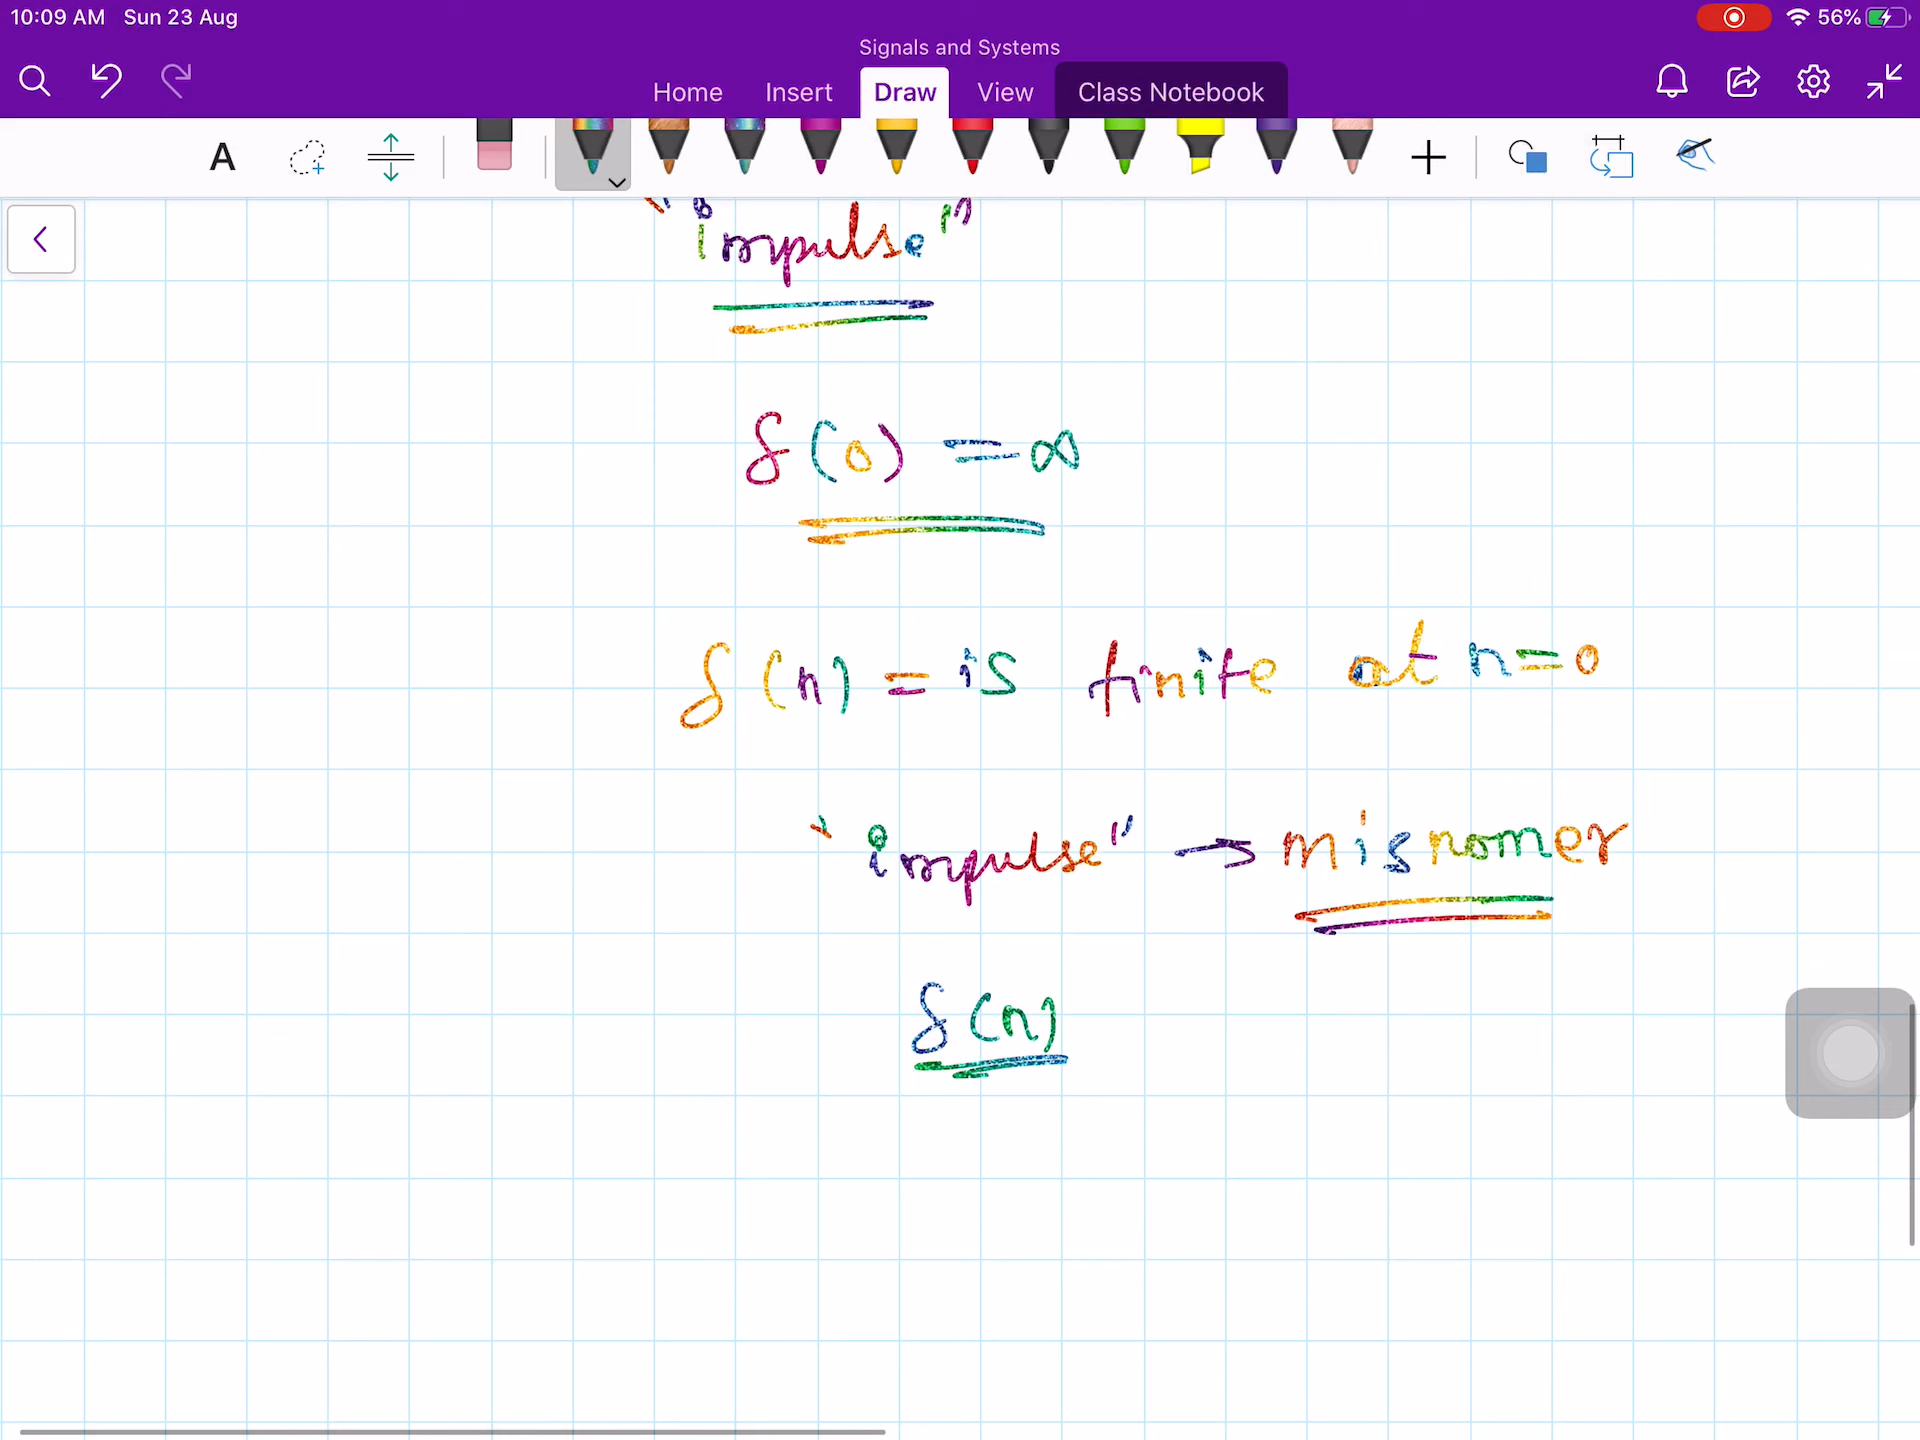 10:09 AM Sun 23 Aug
56%
Signals and Systems
Home Insert Draw View Class Notebook
A
"impulse"
δ(0) = ∞
δ(n) = is finite at n=0
"impulse" → misnomer
δ(n)